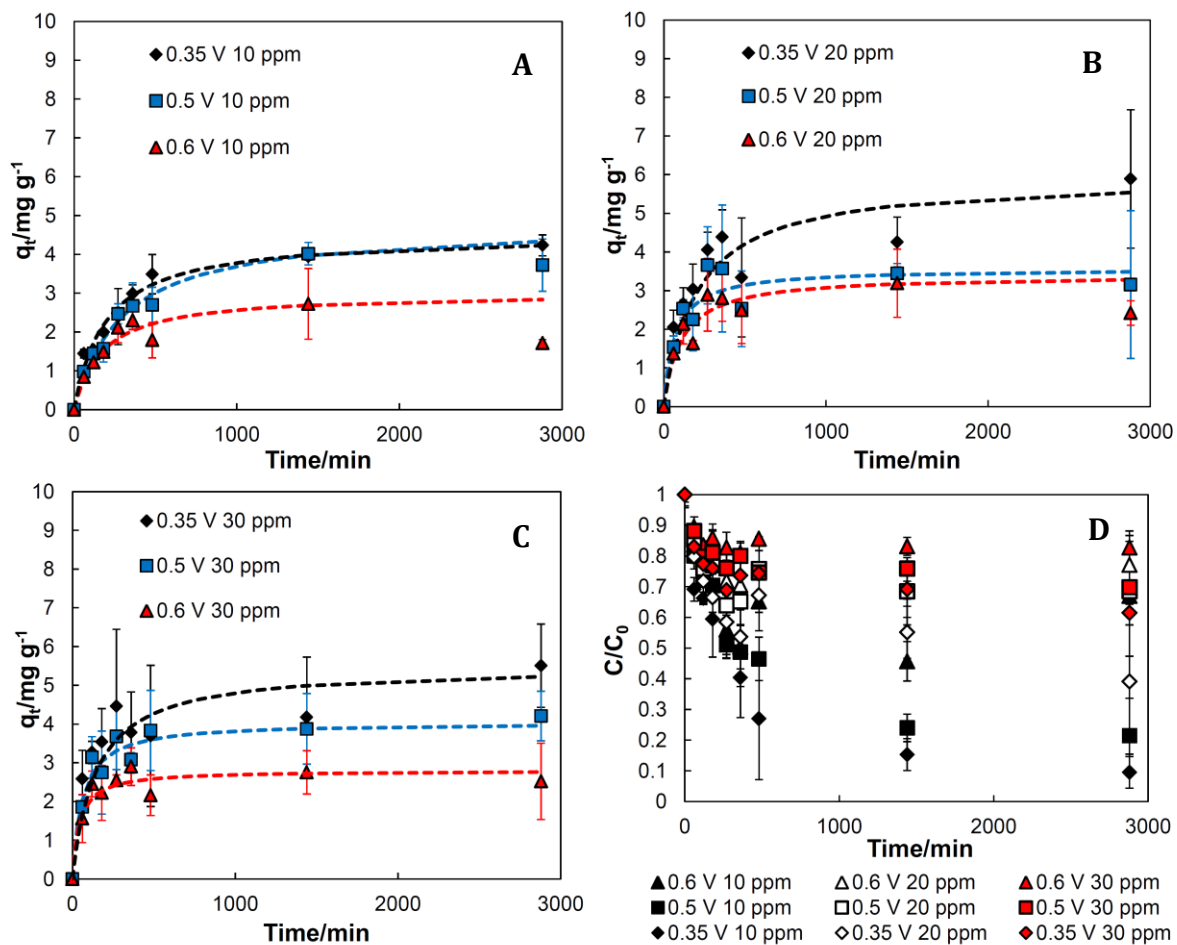 A
0.35 V 10 ppm
0.5 V 10 ppm
0.6 V 10 ppm
qt/mg g-1
10
9
8
7
6
5
4
3
2
1
0
0 1000 2000 3000
Time/min
B
0.35 V 20 ppm
0.5 V 20 ppm
0.6 V 20 ppm
qt/mg g-1
10
9
8
7
6
5
4
3
2
1
0
0 1000 2000 3000
Time/min
C
0.35 V 30 ppm
0.5 V 30 ppm
0.6 V 30 ppm
qt/mg g-1
10
9
8
7
6
5
4
3
2
1
0
0 1000 2000 3000
Time/min
D
C/C0
1
0.9
0.8
0.7
0.6
0.5
0.4
0.3
0.2
0.1
0
0 1000 2000 3000
Time/min
0.6 V 10 ppm 0.6 V 20 ppm 0.6 V 30 ppm
0.5 V 10 ppm 0.5 V 20 ppm 0.5 V 30 ppm
0.35 V 10 ppm 0.35 V 20 ppm 0.35 V 30 ppm